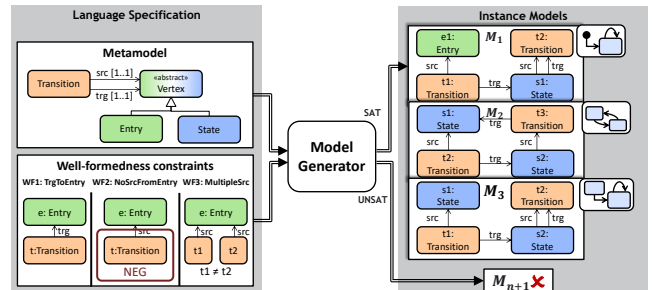 Language Specification
Metamodel
Transition
src [1..1]
trg [1..1]
«abstract»
Vertex
Entry
State
Well-formedness constraints
WF1: TrgToEntry
WF2: NoSrcFromEntry
WF3: MultipleSrc
e: Entry
e: Entry
e: Entry
trg
src
src
src
t:Transition
t:Transition
t1
t2
NEG
t1 ≠ t2
Model
Generator
SAT
UNSAT
Instance Models
e1:
Entry
M1
t2:
Transition
src
src
trg
t1:
Transition
trg
s1:
State
s1:
State
M2
trg
t3:
Transition
src
src
t2:
Transition
trg
s2:
State
s1:
State
M3
t2:
Transition
src
src
trg
t1:
Transition
trg
s2:
State
Mn+1 ✘